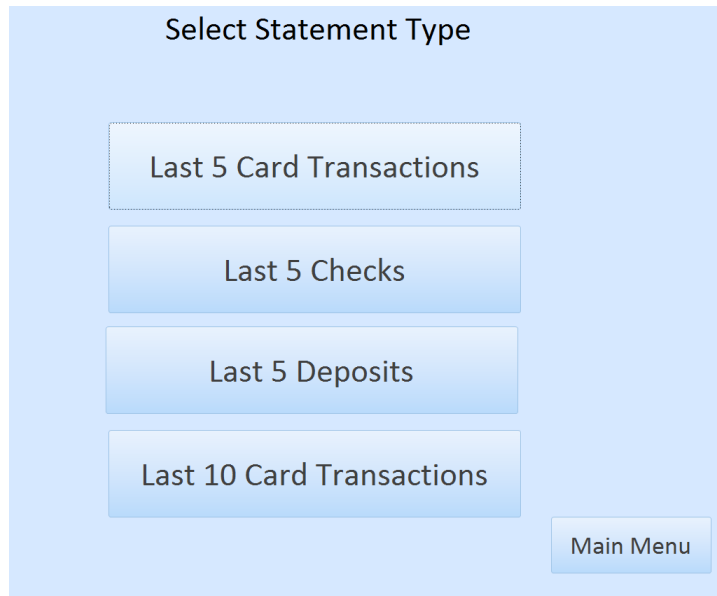 Select Statement Type
Last 5 Card Transactions
Last 5 Checks
Last 5 Deposits
Last 10 Card Transactions
Main Menu